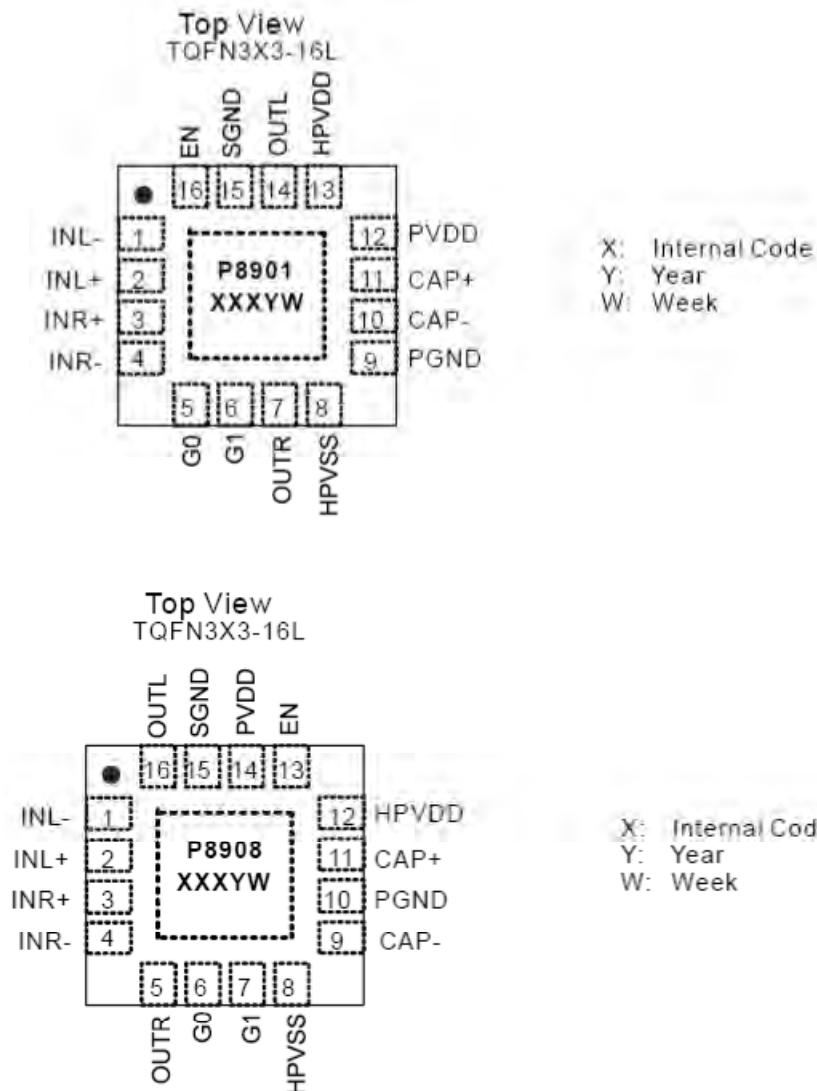 Top View
TQFN3X3-16L
EN
SGND
OUTL
HPVDD
16 15 14 13
INL- 1
INL+ 2
INR+ 3
INR- 4
P8901
XXXYW
12 PVDD
11 CAP+
10 CAP-
9 PGND
5 6 7 8
G0
G1
OUTR
HPVSS
X: Internal Code
Y: Year
W: Week
Top View
TQFN3X3-16L
OUTL
SGND
PVDD
EN
16 15 14 13
INL- 1
INL+ 2
INR+ 3
INR- 4
P8908
XXXYW
12 HPVDD
11 CAP+
10 PGND
9 CAP-
5 6 7 8
OUTR
G0
G1
HPVSS
X: Internal Cod
Y: Year
W: Week